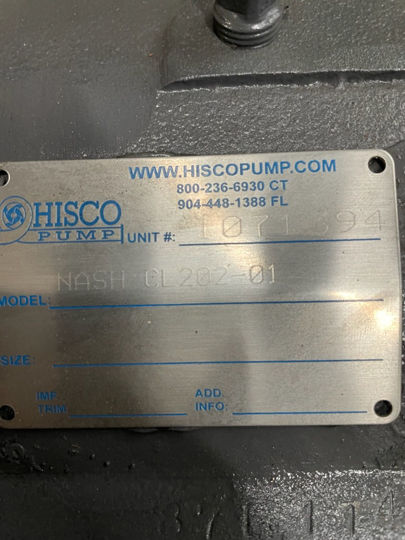 WWW.HISCOPUMP.COM
800-236-6930 CT
904-448-1388 FL
HISCO
PUMP
UNIT #:
NASH CL202-01
MODEL:
SIZE:
IMP. ADD.
TRIM: INFO: